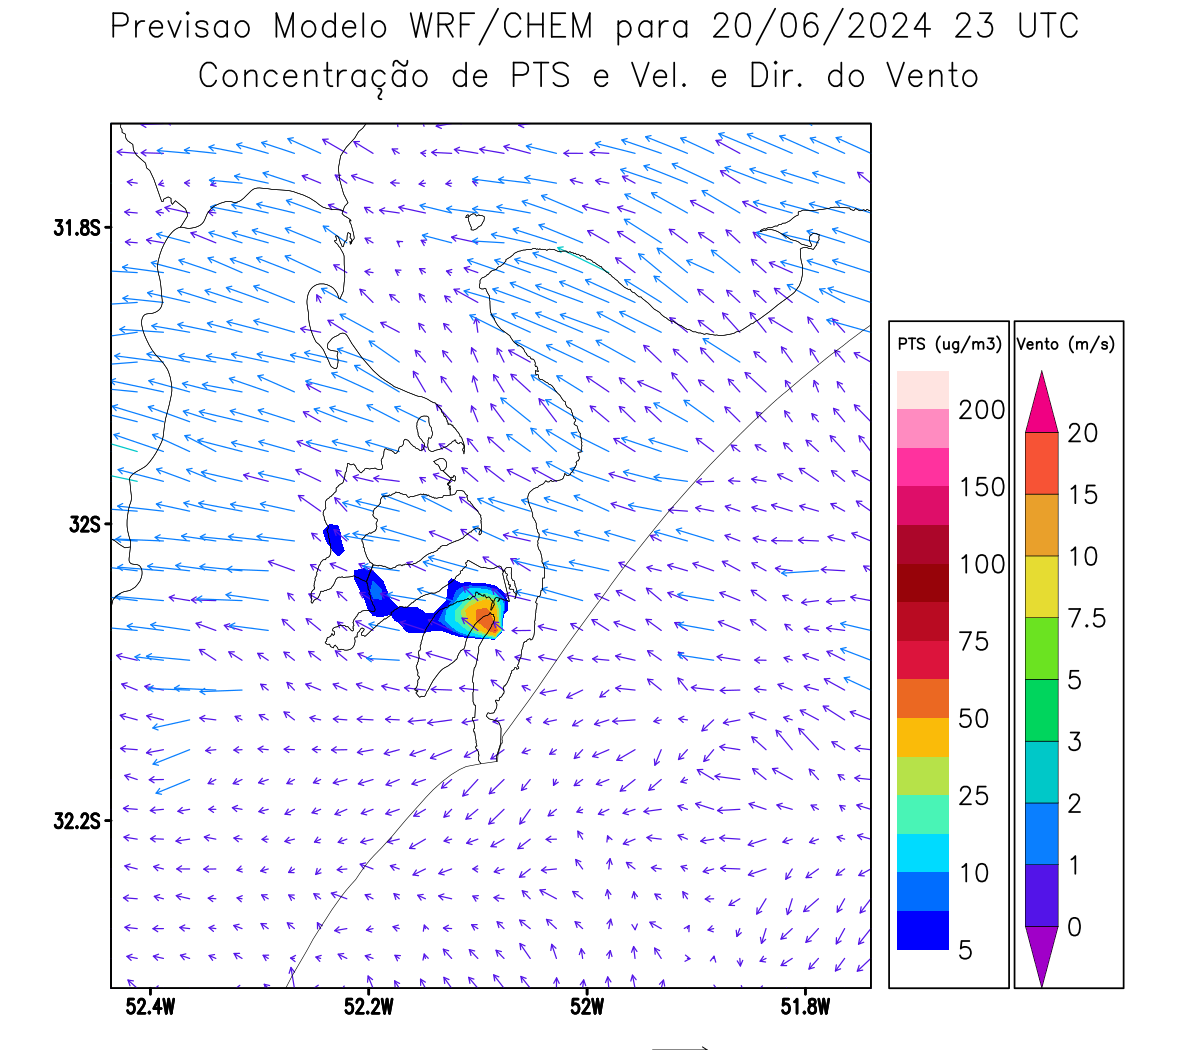 Previsao Modelo WRF/CHEM para 20/06/2024 23 UTC
Concentração de PTS e Vel. e Dir. do Vento
31.8S
32S
32.2S
52.4W 52.2W 52W 51.8W
PTS (ug/m3)
200
150
100
75
50
25
10
5
Vento (m/s)
20
15
10
7.5
5
3
2
1
0